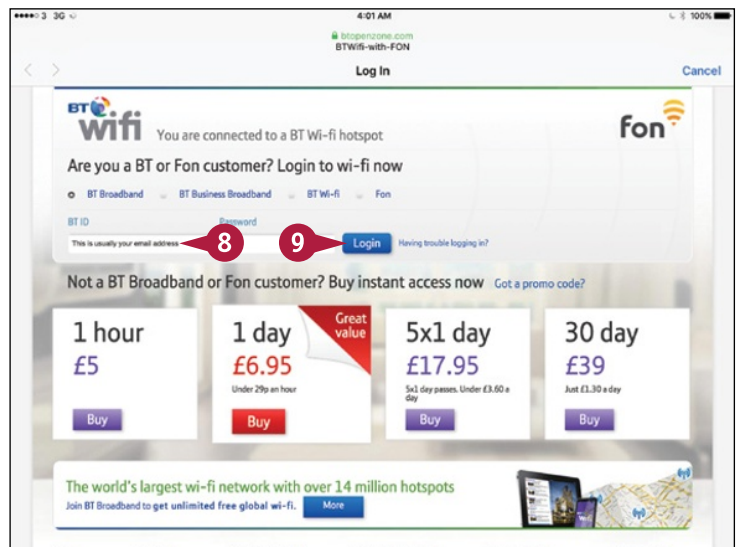 3 3G 4:01 AM 100%
btopenzone.com
BTWifi-with-FON
Log In Cancel
BT
wifi You are connected to a BT Wi-fi hotspot fon
Are you a BT or Fon customer? Login to wi-fi now
BT Broadband BT Business Broadband BT Wi-fi Fon
BT ID Password
This is usually your email address 8 9 Login Having trouble logging in?
Not a BT Broadband or Fon customer? Buy instant access now Got a promo code?
1 hour
£5
Buy
1 day
Great
value
£6.95
Under 29p an hour
Buy
5x1 day
£17.95
5x1 day passes. Under £3.60 a
day
Buy
30 day
£39
Just £1.30 a day
Buy
The world's largest wi-fi network with over 14 million hotspots
Join BT Broadband to get unlimited free global wi-fi. More